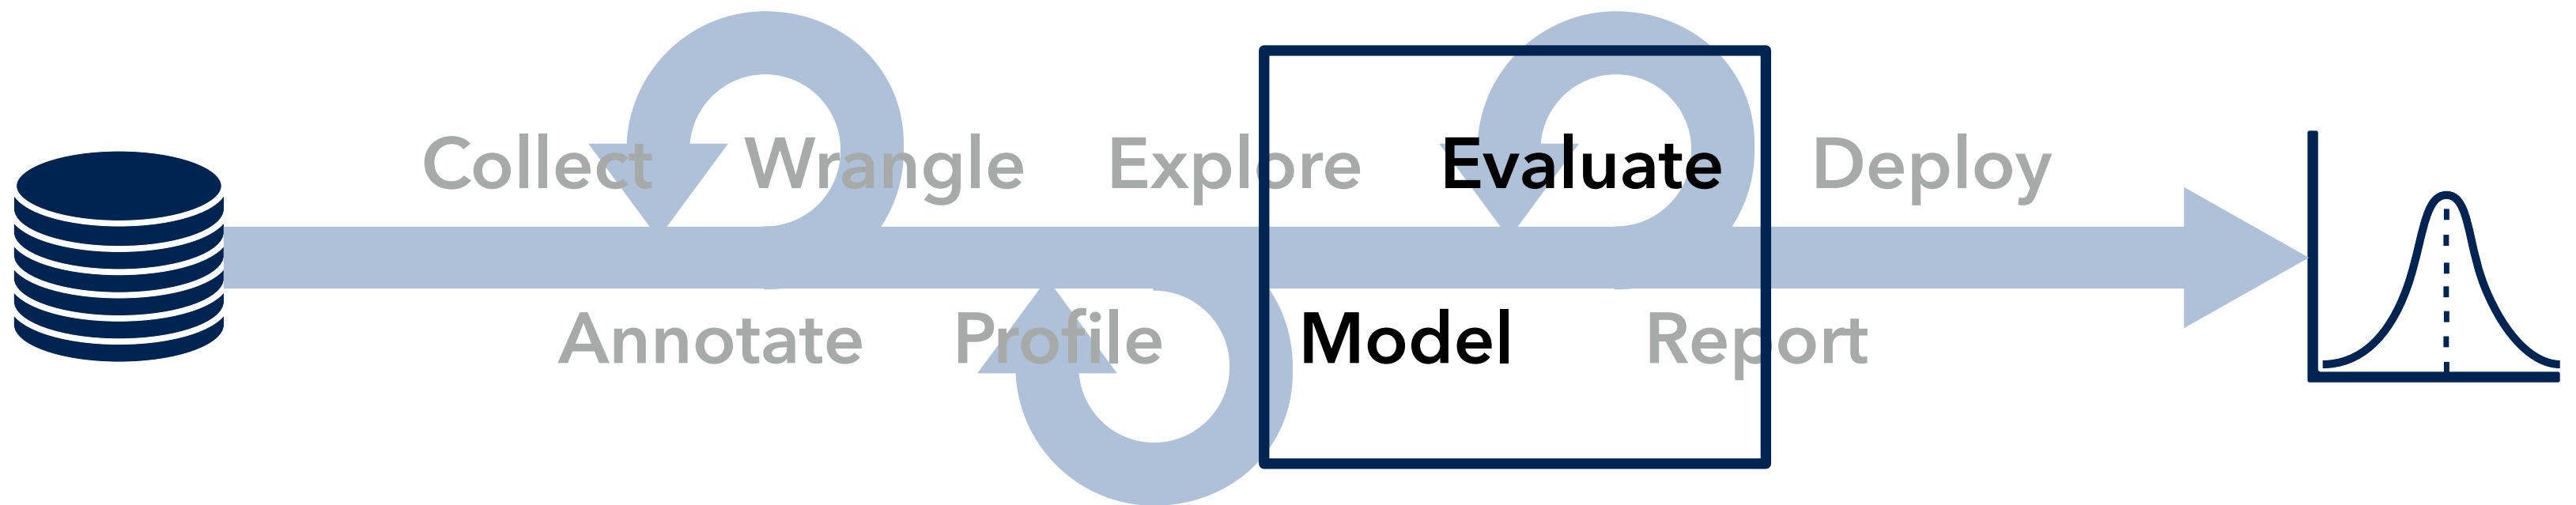 Collect Wrangle Explore Evaluate Deploy
Annotate Profile Model Report